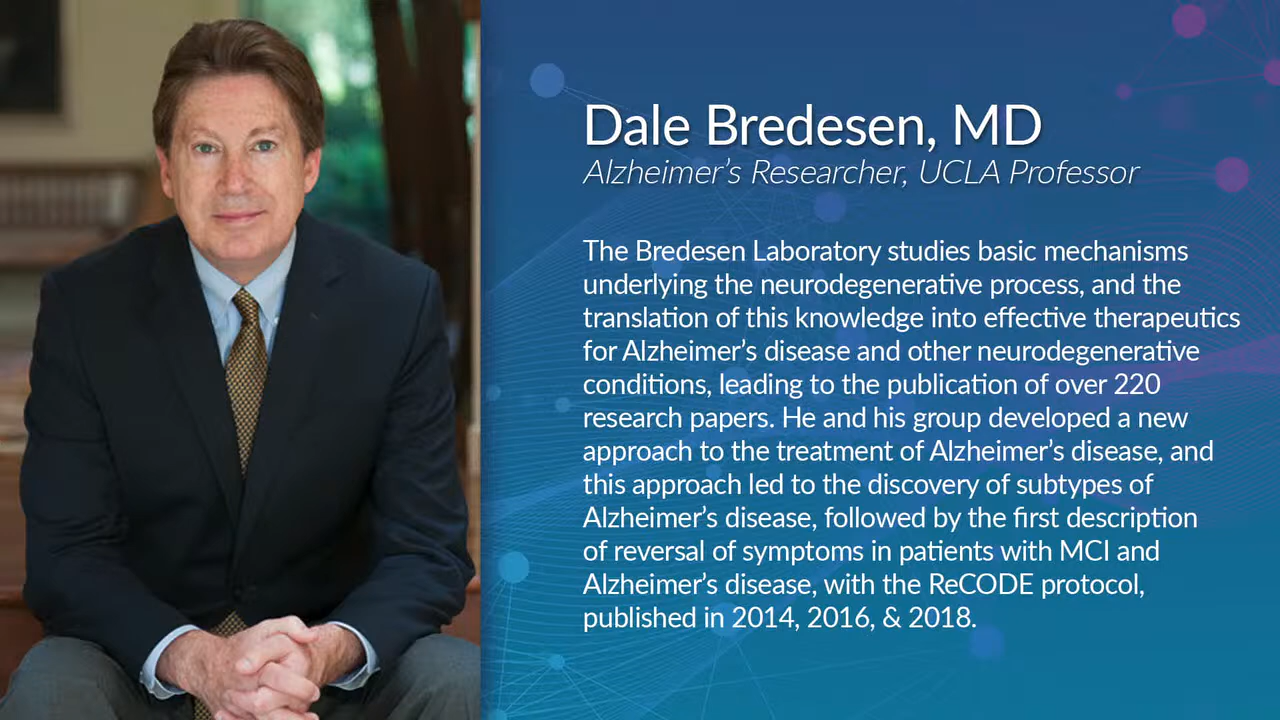 Dale Bredesen, MD
Alzheimer’s Researcher, UCLA Professor
The Bredesen Laboratory studies basic mechanisms
underlying the neurodegenerative process, and the
translation of this knowledge into effective therapeutics
for Alzheimer’s disease and other neurodegenerative
conditions, leading to the publication of over 220
research papers. He and his group developed a new
approach to the treatment of Alzheimer’s disease, and
this approach led to the discovery of subtypes of
Alzheimer’s disease, followed by the first description
of reversal of symptoms in patients with MCI and
Alzheimer’s disease, with the ReCODE protocol,
published in 2014, 2016, & 2018.